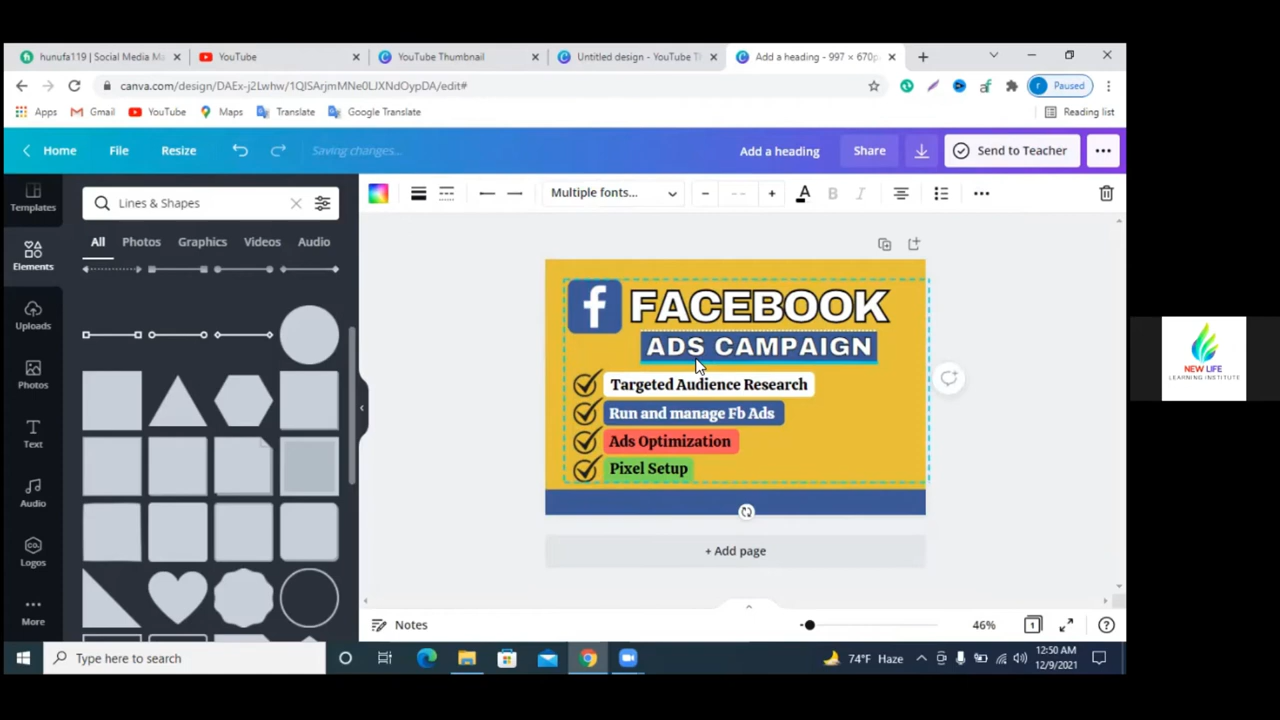 hunufa119 | Social Media Ma
YouTube
YouTube Thumbnail
Untitled design - YouTube T
Add a heading - 997 × 670p
canva.com/design/DAEx-j2Lwhw/1QISArjmMNe0LJXNdOypDA/edit#
Paused
Apps
Gmail
YouTube
Maps
Translate
Google Translate
Reading list
Home
File
Resize
Saving changes...
Add a heading
Share
Send to Teacher
Templates
Lines & Shapes
Multiple fonts...
- -
A
B
I
Elements
All
Photos
Graphics
Videos
Audio
Uploads
Photos
Text
Audio
Logos
More
f
FACEBOOK
ADS CAMPAIGN
Targeted Audience Research
Run and manage Fb Ads
Ads Optimization
Pixel Setup
+ Add page
Notes
46%
1
Type here to search
74°F Haze
12:50 AM
12/9/2021
NEW LIFE
LEARNING INSTITUTE